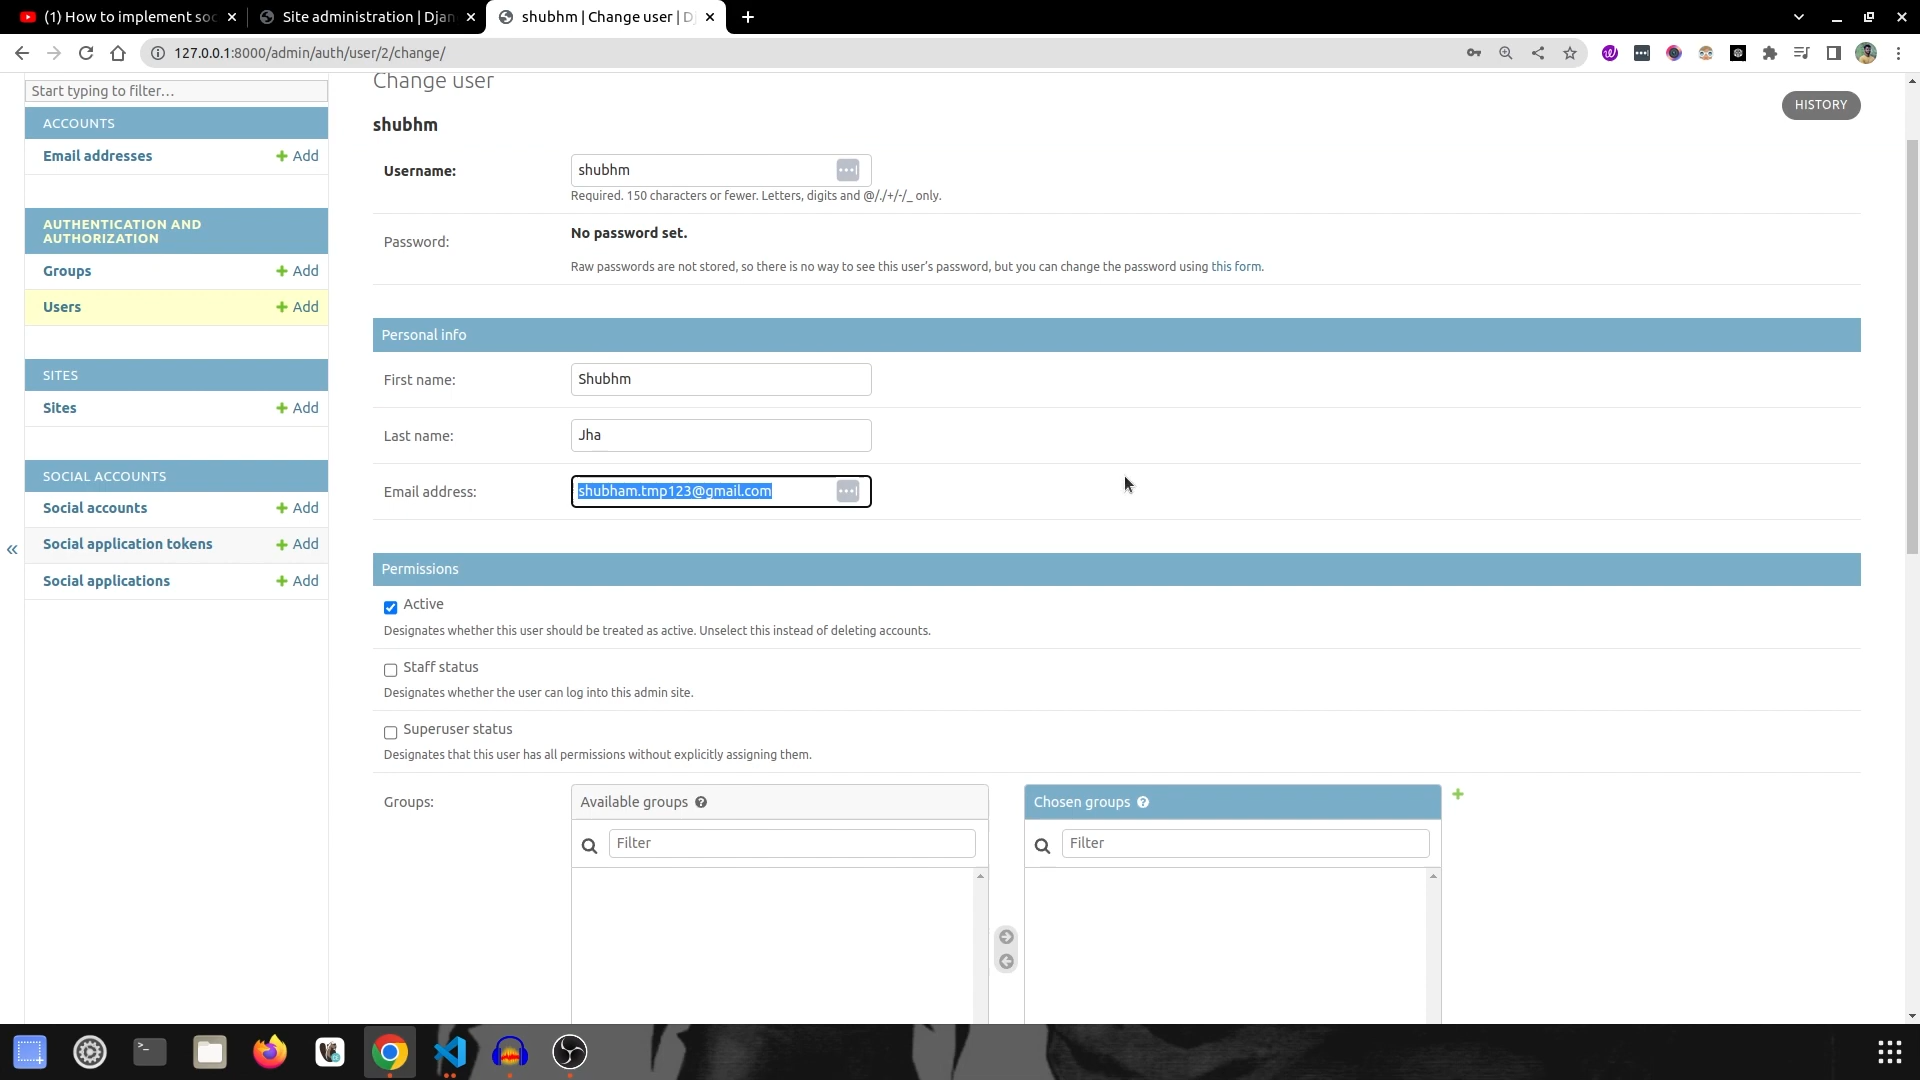 (1) How to implement soc
Site administration | Djan
shubhm | Change user | D
127.0.0.1:8000/admin/auth/user/2/change/
Start typing to filter…
ACCOUNTS
Email addresses
Add
AUTHENTICATION AND
AUTHORIZATION
Groups
Add
Users
Add
SITES
Sites
Add
SOCIAL ACCOUNTS
Social accounts
Add
Social application tokens
Add
Social applications
Add
«
Change user
HISTORY
shubhm
Username:
shubhm
Required. 150 characters or fewer. Letters, digits and @/./+/-/_ only.
Password:
No password set.
Raw passwords are not stored, so there is no way to see this user’s password, but you can change the password using this form.
Personal info
First name:
Shubhm
Last name:
Jha
Email address:
shubham.tmp123@gmail.com
Permissions
Active
Designates whether this user should be treated as active. Unselect this instead of deleting accounts.
Staff status
Designates whether the user can log into this admin site.
Superuser status
Designates that this user has all permissions without explicitly assigning them.
Groups:
Available groups
Filter
Chosen groups
Filter